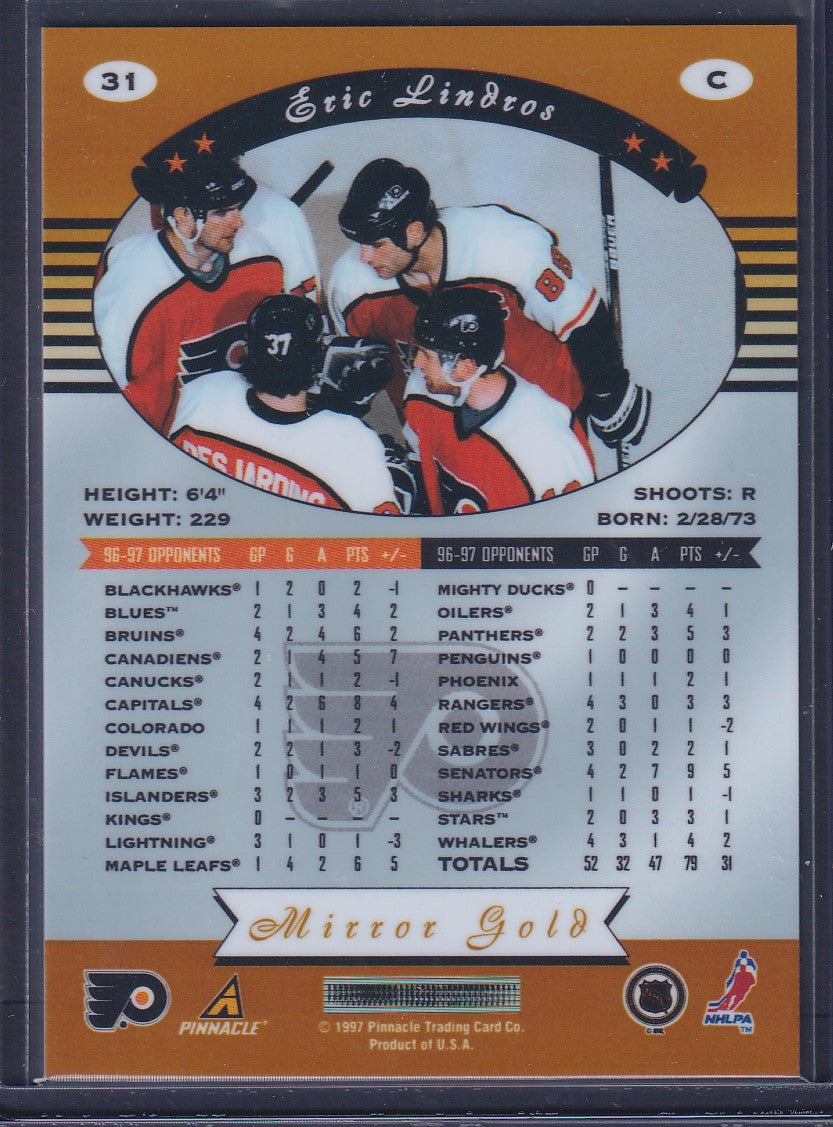 31
C
Eric Lindros
BAUER
88
37
DESJARDINS
HEIGHT: 6'4"
WEIGHT: 229
SHOOTS: R
BORN: 2/28/73
96-97 OPPONENTS GP G A PTS +/-
BLACKHAWKS® 1 2 0 2 -1
BLUES™ 2 1 3 4 2
BRUINS® 4 2 4 6 2
CANADIENS® 2 1 4 5 7
CANUCKS® 2 1 1 2 -1
CAPITALS® 4 2 6 8 4
COLORADO 1 1 1 2 1
DEVILS® 2 2 1 3 -2
FLAMES® 1 0 1 1 0
ISLANDERS® 3 2 3 5 3
KINGS® 0 – – – –
LIGHTNING® 3 1 0 1 -3
MAPLE LEAFS® 1 4 2 6 5
96-97 OPPONENTS GP G A PTS +/-
MIGHTY DUCKS® 0 – – – –
OILERS® 2 1 3 4 1
PANTHERS® 2 2 3 5 3
PENGUINS® 1 0 0 0 0
PHOENIX 1 1 1 2 1
RANGERS® 4 3 0 3 3
RED WINGS® 2 0 1 1 -2
SABRES® 3 0 2 2 1
SENATORS® 4 2 7 9 5
SHARKS® 1 1 0 1 -1
STARS™ 2 0 3 3 1
WHALERS® 4 3 1 4 2
TOTALS 52 32 47 79 31
®
Mirror Gold
PINNACLE®
© 1997 Pinnacle Trading Card Co.
Product of U.S.A.
NHL
© NHL
NHLPA
™